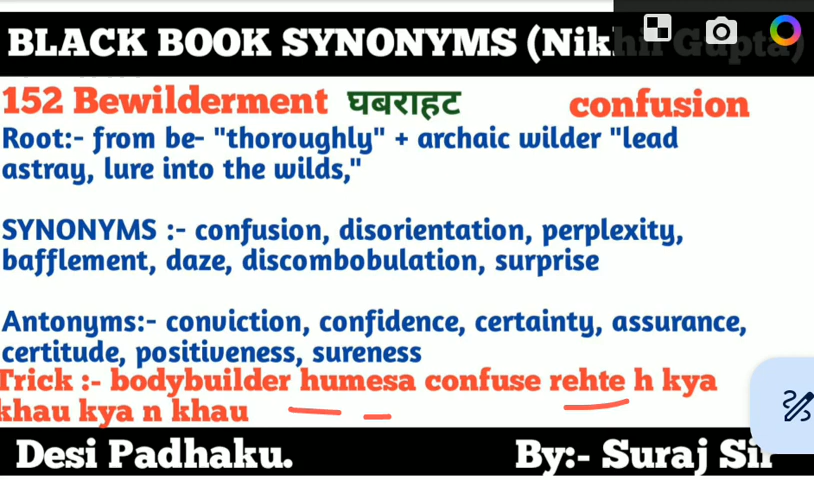 BLACK BOOK SYNONYMS (Nikhil Gupta)
152 Bewilderment घबराहट confusion
Root:- from be- "thoroughly" + archaic wilder "lead
astray, lure into the wilds,"
SYNONYMS :- confusion, disorientation, perplexity,
bafflement, daze, discombobulation, surprise
Antonyms:- conviction, confidence, certainty, assurance,
certitude, positiveness, sureness
Trick :- bodybuilder humesa confuse rehte h kya
khau kya n khau
Desi Padhaku. By:- Suraj Sir